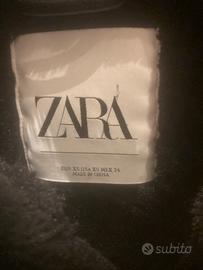 ZARA
EUR XS USA XS MEX 24
MADE IN CHINA
subito